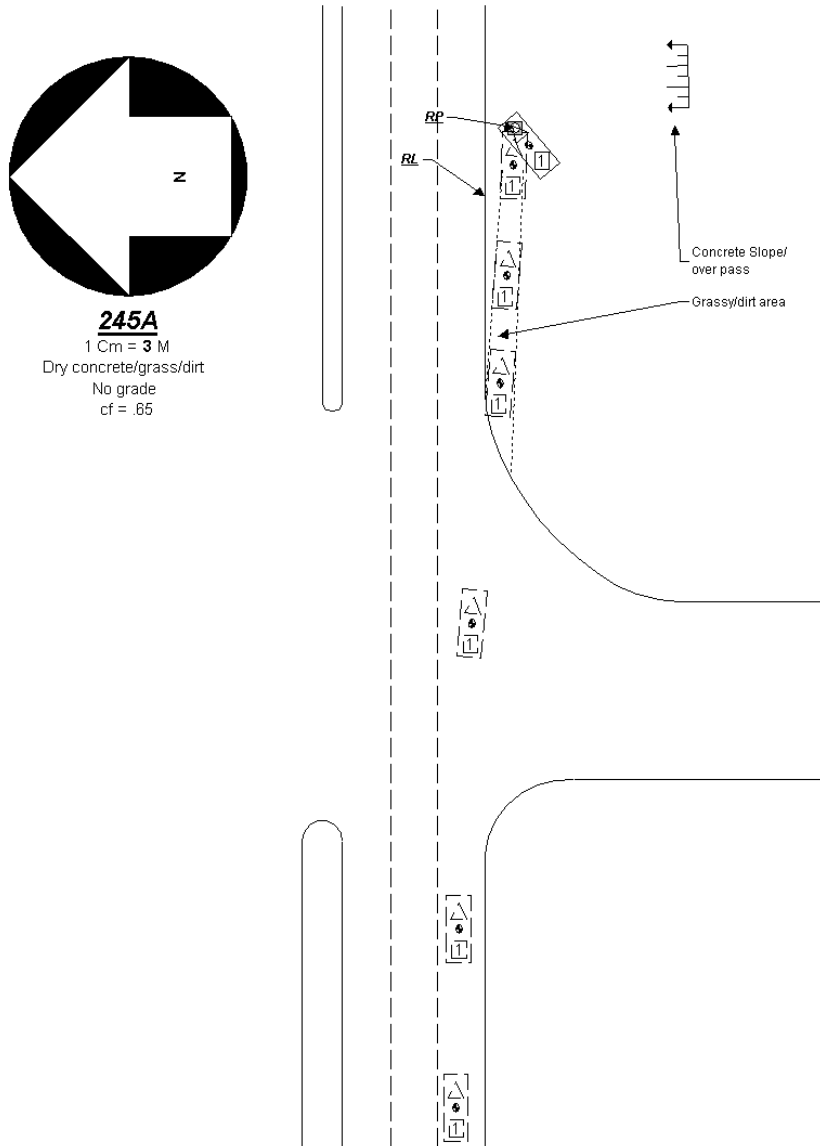 RP
RL
N
Concrete Slope/
over pass
Grassy/dirt area
245A
1 Cm = 3 M
Dry concrete/grass/dirt
No grade
cf = .65
1
1
1
1
1
1
1